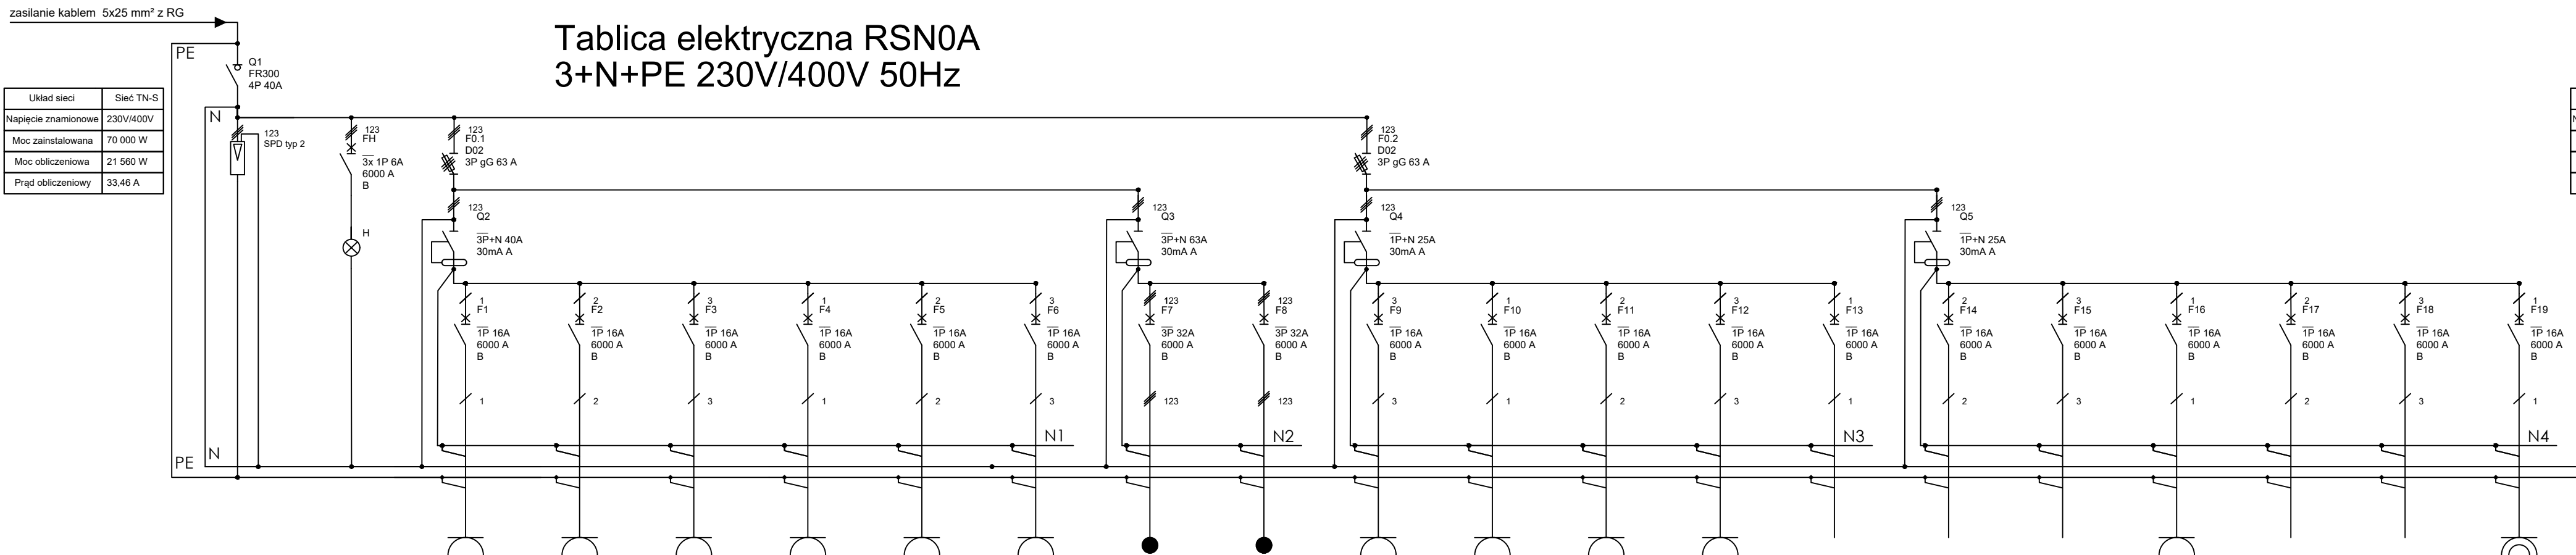 zasilanie kablem 5x25 mm² z RG
Tablica elektryczna RSN0A
3+N+PE 230V/400V 50Hz
PE
Q1
FR300
4P 40A
Układ sieci Sieć TN-S
Napięcie znamionowe 230V/400V
Moc zainstalowana 70 000 W
Moc obliczeniowa 21 560 W
Prąd obliczeniowy 33,46 A
N
123
SPD typ 2
123
FH
3x 1P 6A
6000 A
B
H
123
F0.1
D02
3P gG 63 A
123
F0.2
D02
3P gG 63 A
123
Q2
3P+N 40A
30mA A
123
Q3
3P+N 63A
30mA A
123
Q4
1P+N 25A
30mA A
123
Q5
1P+N 25A
30mA A
1
F1
1P 16A
6000 A
B
1
2
F2
1P 16A
6000 A
B
2
3
F3
1P 16A
6000 A
B
3
1
F4
1P 16A
6000 A
B
1
2
F5
1P 16A
6000 A
B
2
3
F6
1P 16A
6000 A
B
3
N1
123
F7
3P 32A
6000 A
B
123
123
F8
3P 32A
6000 A
B
123
N2
3
F9
1P 16A
6000 A
B
3
1
F10
1P 16A
6000 A
B
1
2
F11
1P 16A
6000 A
B
2
3
F12
1P 16A
6000 A
B
3
1
F13
1P 16A
6000 A
B
1
N3
2
F14
1P 16A
6000 A
B
2
3
F15
1P 16A
6000 A
B
3
1
F16
1P 16A
6000 A
B
1
2
F17
1P 16A
6000 A
B
2
3
F18
1P 16A
6000 A
B
3
1
F19
1P 16A
6000 A
B
1
N4
N
PE